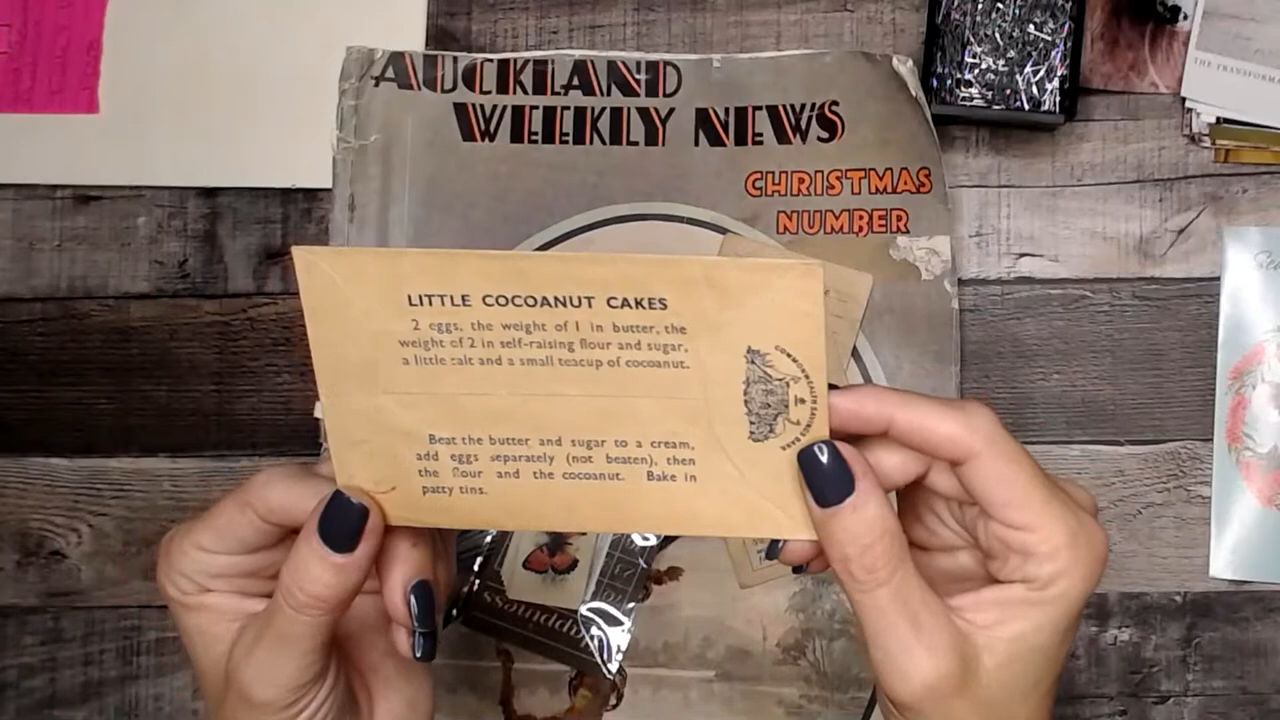 AUCKLAND
WEEKLY NEWS
CHRISTMAS
NUMBER
THE TRANSFORMA
LITTLE COCOANUT CAKES
2 eggs, the weight of 1 in butter, the
weight of 2 in self-raising flour and sugar,
a little salt and a small teacup of cocoanut.
Beat the butter and sugar to a cream,
add eggs separately (not beaten), then
the flour and the cocoanut. Bake in
patty tins.
COMMONWEALTH SAVINGS BANK
Happiness